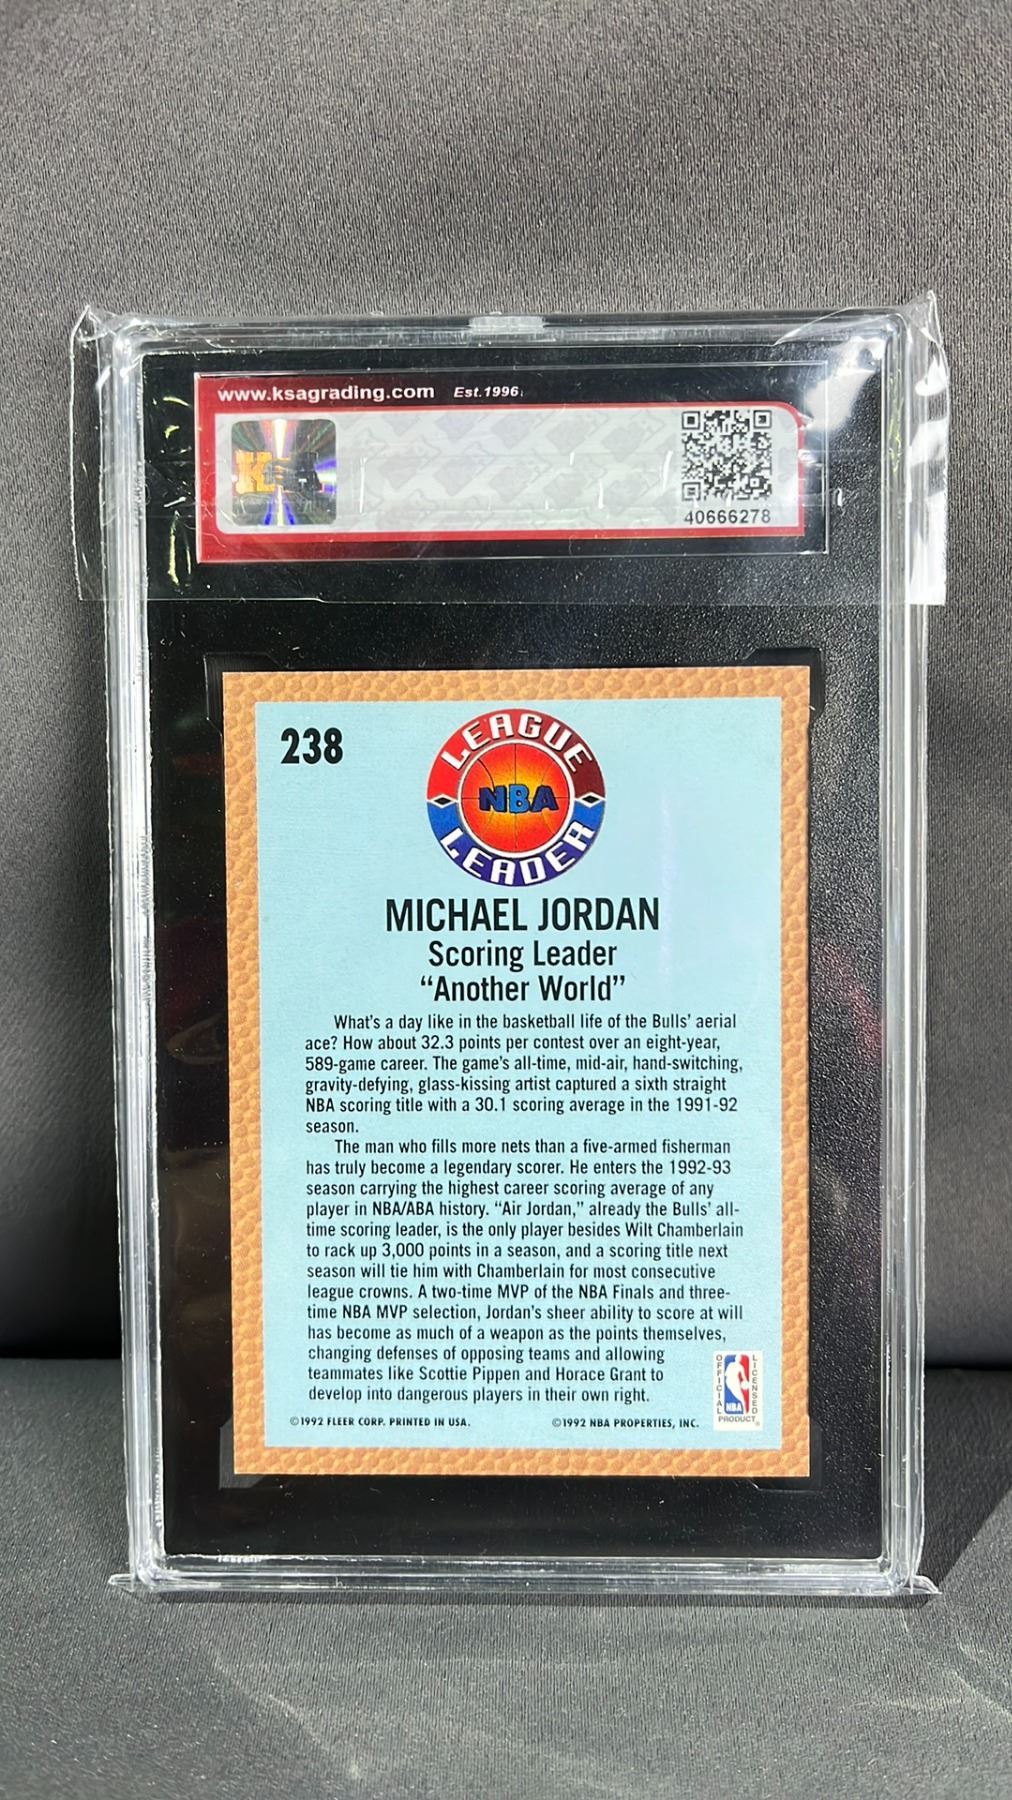 www.ksagrading.com Est.1996
40666278
238
LEAGUE
NBA
LEADER
MICHAEL JORDAN
Scoring Leader
“Another World”
What's a day like in the basketball life of the Bulls' aerial
ace? How about 32.3 points per contest over an eight-year,
589-game career. The game's all-time, mid-air, hand-switching,
gravity-defying, glass-kissing artist captured a sixth straight
NBA scoring title with a 30.1 scoring average in the 1991-92
season.
The man who fills more nets than a five-armed fisherman
has truly become a legendary scorer. He enters the 1992-93
season carrying the highest career scoring average of any
player in NBA/ABA history. “Air Jordan,” already the Bulls' all-
time scoring leader, is the only player besides Wilt Chamberlain
to rack up 3,000 points in a season, and a scoring title next
season will tie him with Chamberlain for most consecutive
league crowns. A two-time MVP of the NBA Finals and three-
time NBA MVP selection, Jordan's sheer ability to score at will
has become as much of a weapon as the points themselves,
changing defenses of opposing teams and allowing
teammates like Scottie Pippen and Horace Grant to
develop into dangerous players in their own right.
©1992 FLEER CORP. PRINTED IN USA.
©1992 NBA PROPERTIES, INC.
OFFICIAL
LICENSED
NBA
PRODUCT